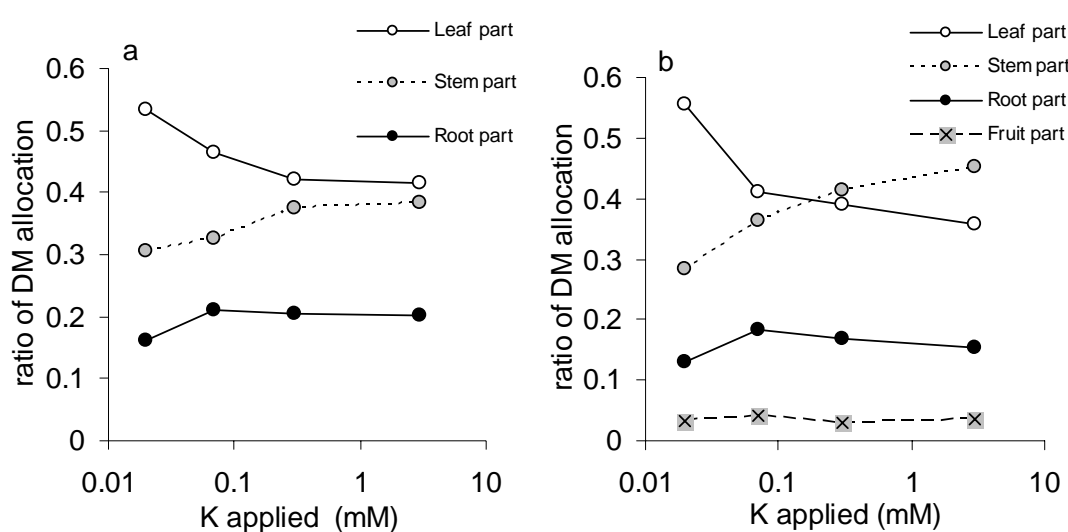 a
Leaf part
Stem part
Root part
0.6
0.5
0.4
0.3
0.2
0.1
0
ratio of DM allocation
0.01
0.1
1
10
K applied (mM)
b
Leaf part
Stem part
Root part
Fruit part
0.6
0.5
0.4
0.3
0.2
0.1
0
ratio of DM allocation
0.01
0.1
1
10
K applied (mM)